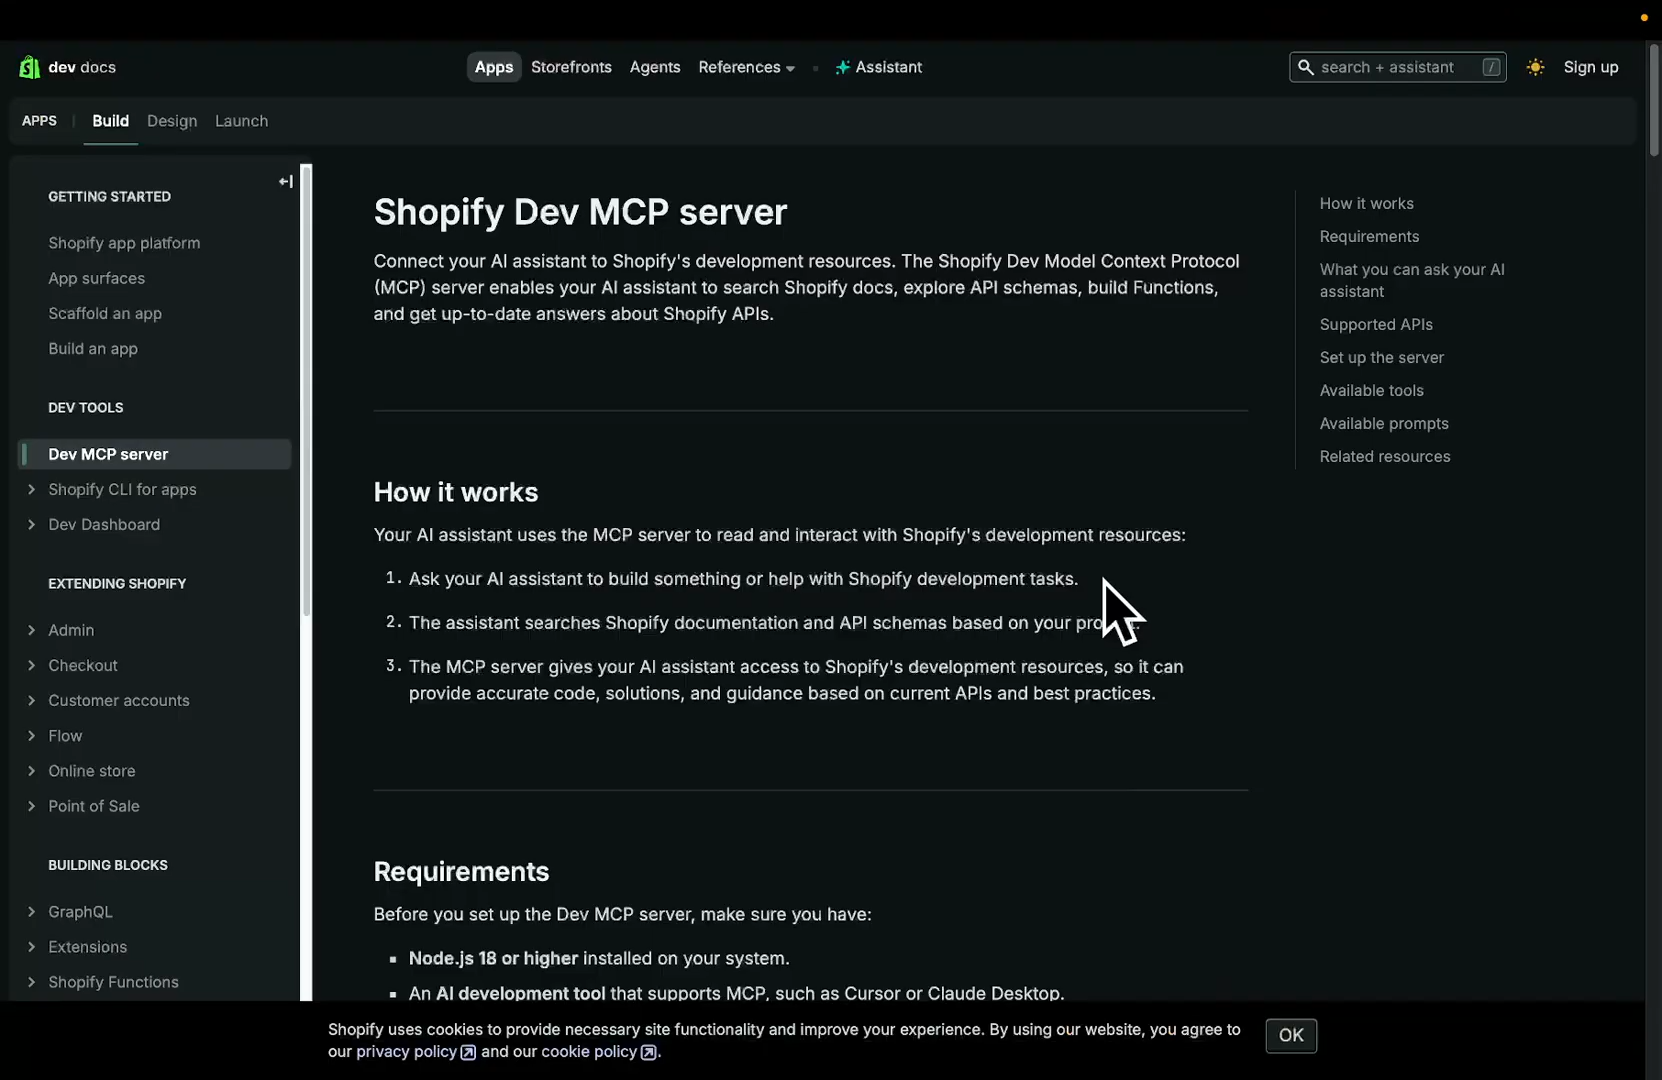 dev docs
Apps Storefronts Agents References Assistant
search + assistant /
Sign up
APPS Build Design Launch
GETTING STARTED
Shopify app platform
App surfaces
Scaffold an app
Build an app
DEV TOOLS
Dev MCP server
Shopify CLI for apps
Dev Dashboard
EXTENDING SHOPIFY
Admin
Checkout
Customer accounts
Flow
Online store
Point of Sale
BUILDING BLOCKS
GraphQL
Extensions
Shopify Functions
Shopify Dev MCP server
Connect your AI assistant to Shopify's development resources. The Shopify Dev Model Context Protocol
(MCP) server enables your AI assistant to search Shopify docs, explore API schemas, build Functions,
and get up-to-date answers about Shopify APIs.
How it works
Your AI assistant uses the MCP server to read and interact with Shopify's development resources:
1. Ask your AI assistant to build something or help with Shopify development tasks.
2. The assistant searches Shopify documentation and API schemas based on your
3. The MCP server gives your AI assistant access to Shopify's development resources, so it can
provide accurate code, solutions, and guidance based on current APIs and best practices.
Requirements
Before you set up the Dev MCP server, make sure you have:
▪ Node.js 18 or higher installed on your system.
▪ An AI development tool that supports MCP, such as Cursor or Claude Desktop.
How it works
Requirements
What you can ask your AI
assistant
Supported APIs
Set up the server
Available tools
Available prompts
Related resources
Shopify uses cookies to provide necessary site functionality and improve your experience. By using our website, you agree to
our privacy policy and our cookie policy.
OK